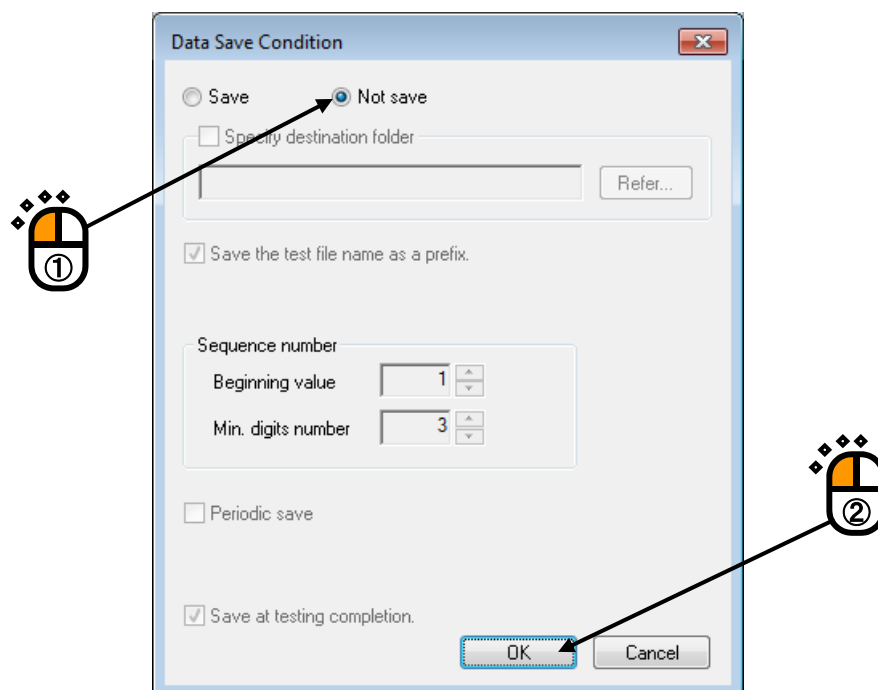 Data Save Condition
Save Not save
Specify destination folder
Refer...
①
Save the test file name as a prefix.
Sequence number
Beginning value 1
Min. digits number 3
②
Periodic save
Save at testing completion.
OK Cancel